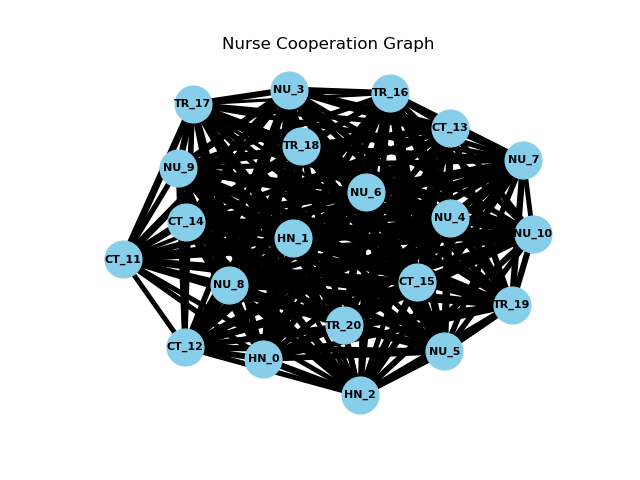 Nurse Cooperation Graph
NU_3
TR_16
TR_17
CT_13
TR_18
NU_7
NU_9
NU_6
CT_14
NU_4
NU_10
HN_1
CT_11
CT_15
NU_8
TR_19
TR_20
CT_12
NU_5
HN_0
HN_2